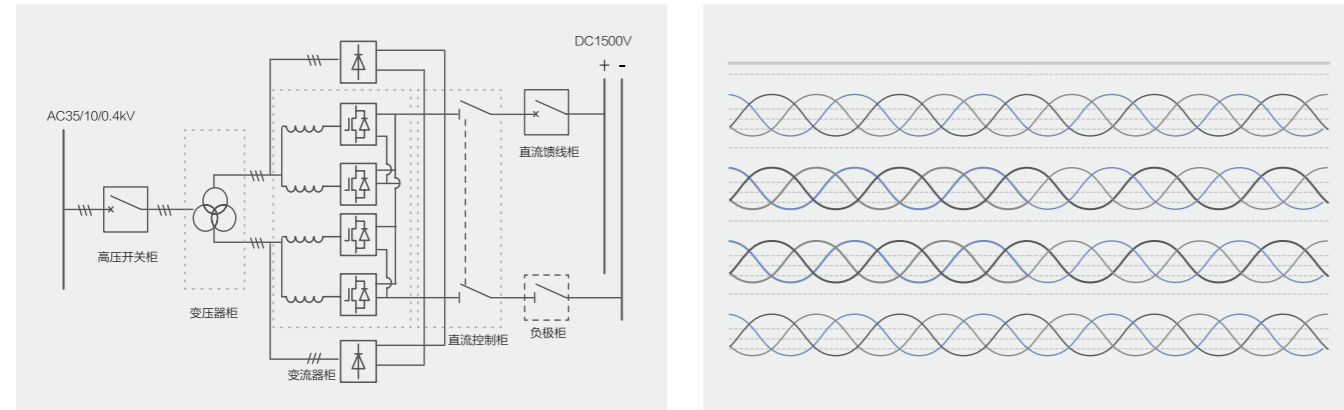 DC1500V
+ -
AC35/10/0.4kV
直流馈线柜
高压开关柜
变压器柜
直流控制柜
负极柜
变流器柜